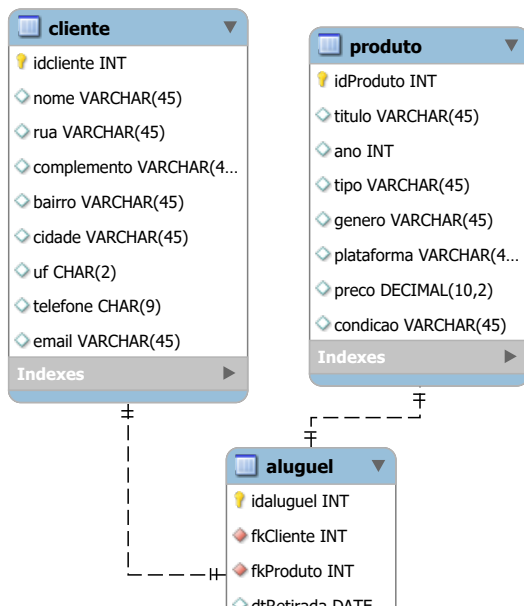 cliente
idcliente INT
nome VARCHAR(45)
rua VARCHAR(45)
complemento VARCHAR(4...
bairro VARCHAR(45)
cidade VARCHAR(45)
uf CHAR(2)
telefone CHAR(9)
email VARCHAR(45)
Indexes
produto
idProduto INT
titulo VARCHAR(45)
ano INT
tipo VARCHAR(45)
genero VARCHAR(45)
plataforma VARCHAR(4...
preco DECIMAL(10,2)
condicao VARCHAR(45)
Indexes
aluguel
idaluguel INT
fkCliente INT
fkProduto INT
dtRetirada DATE